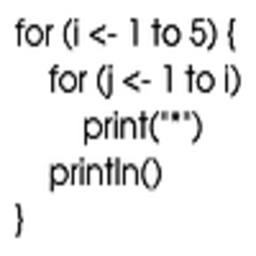 for (i <- 1 to 5) {
    for (j <- 1 to i)
        print("*")
    println()
}